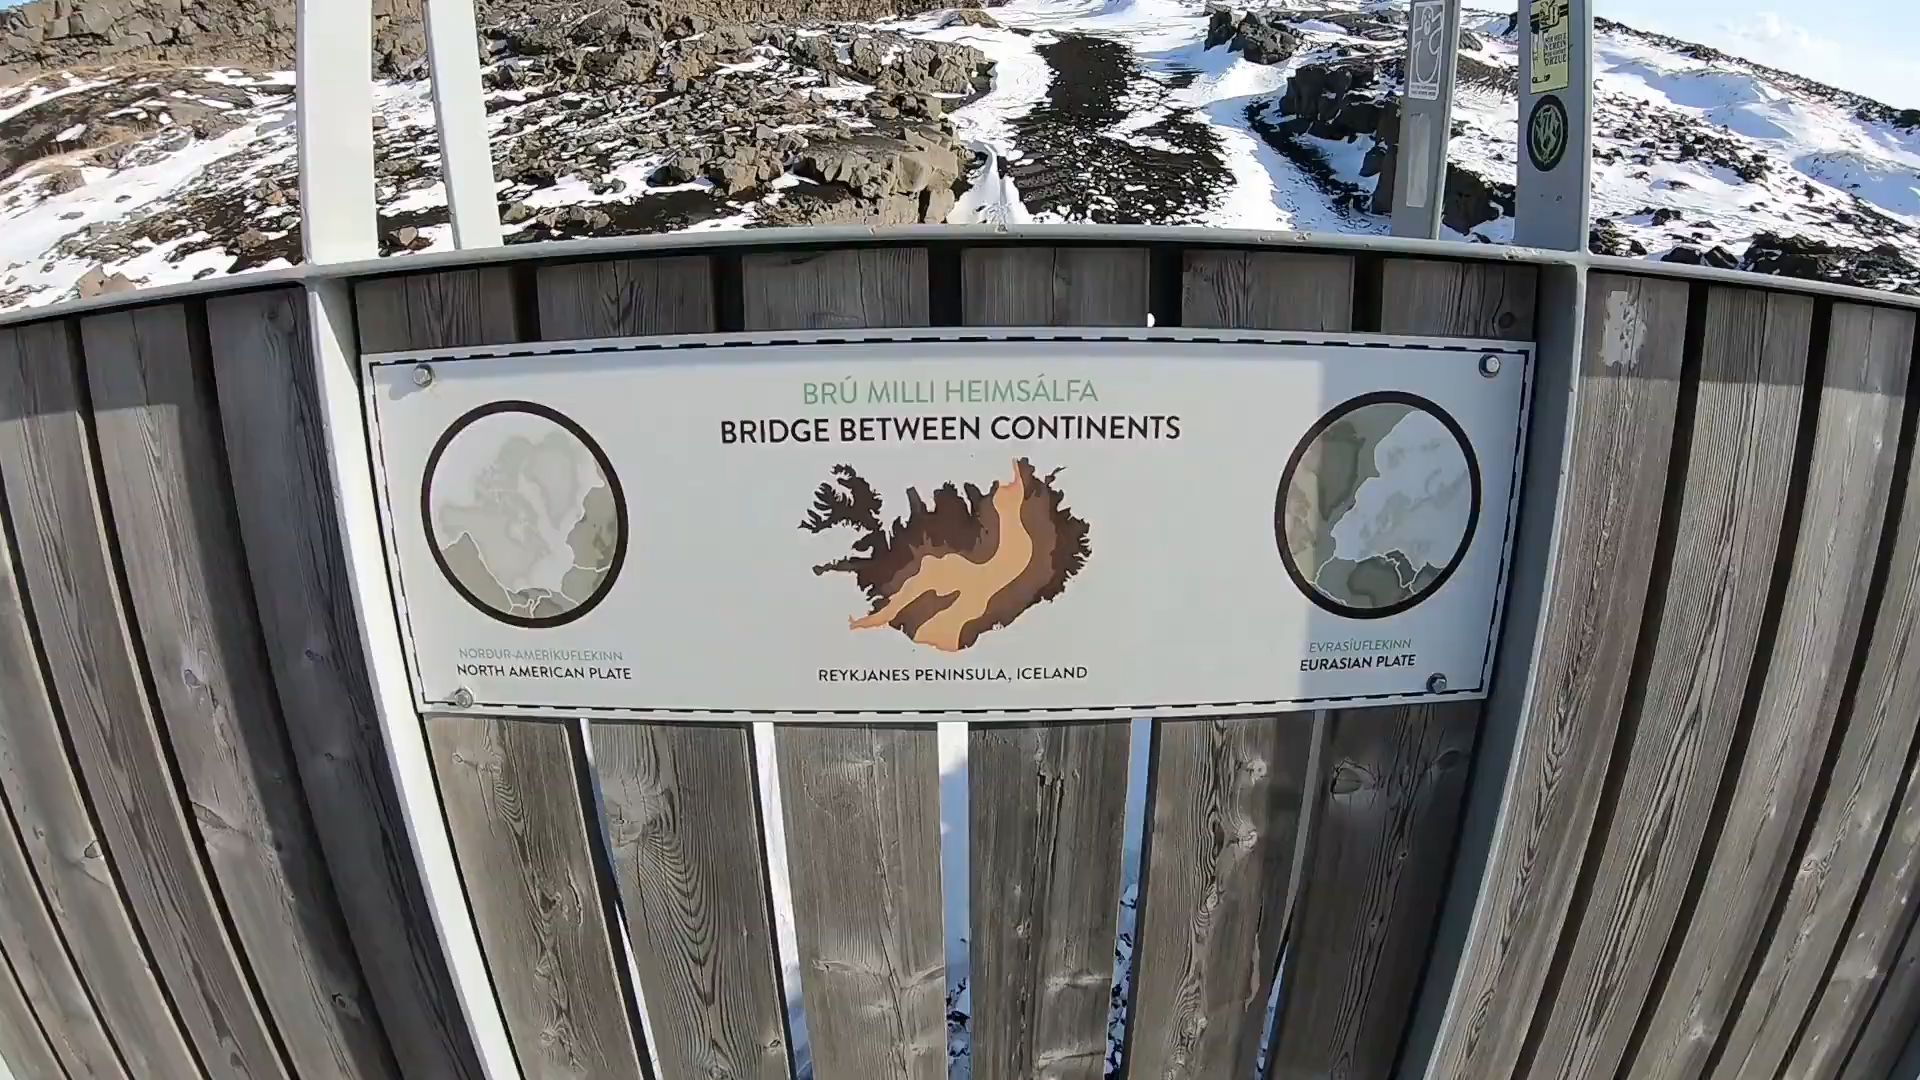 BRÚ MILLI HEIMSÁLFA
BRIDGE BETWEEN CONTINENTS
NORÐUR-AMERÍKUFLEKINN
NORTH AMERICAN PLATE
REYKJANES PENINSULA, ICELAND
EVRASÍUFLEKINN
EURASIAN PLATE